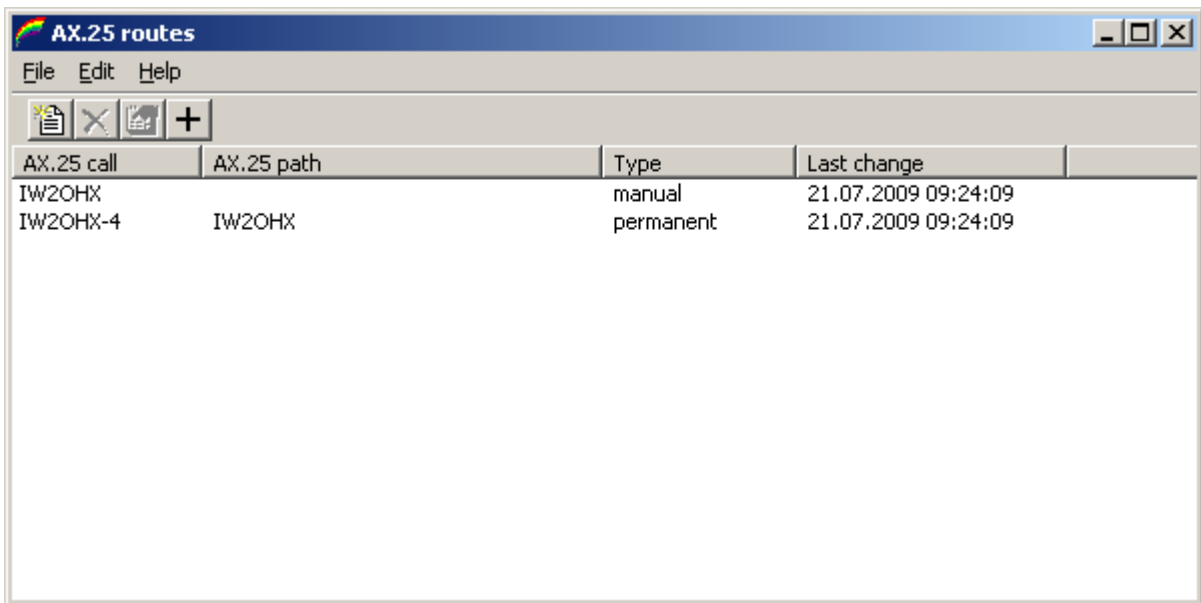 AX.25 routes
File Edit Help
AX.25 call AX.25 path Type Last change
IW2OHX manual 21.07.2009 09:24:09
IW2OHX-4 IW2OHX permanent 21.07.2009 09:24:09